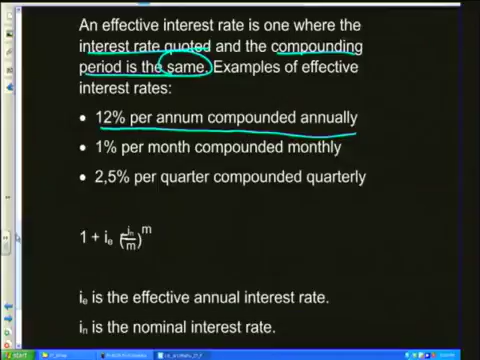 An effective interest rate is one where the
interest rate quoted and the compounding
period is the same. Examples of effective
interest rates:
• 12% per annum compounded annually
• 1% per month compounded monthly
• 2,5% per quarter compounded quarterly
1 + iₑ (= iₙ/m)ᵐ
iₑ is the effective annual interest rate.
iₙ is the nominal interest rate.
start